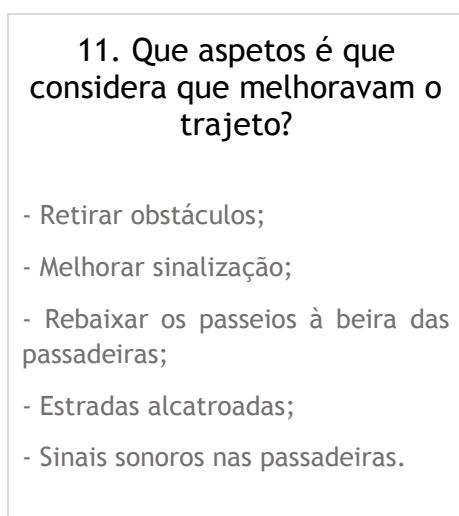 11. Que aspetos é que
considera que melhoravam o
trajeto?
- Retirar obstáculos;
- Melhorar sinalização;
- Rebaixar os passeios à beira das
passadeiras;
- Estradas alcatroadas;
- Sinais sonoros nas passadeiras.